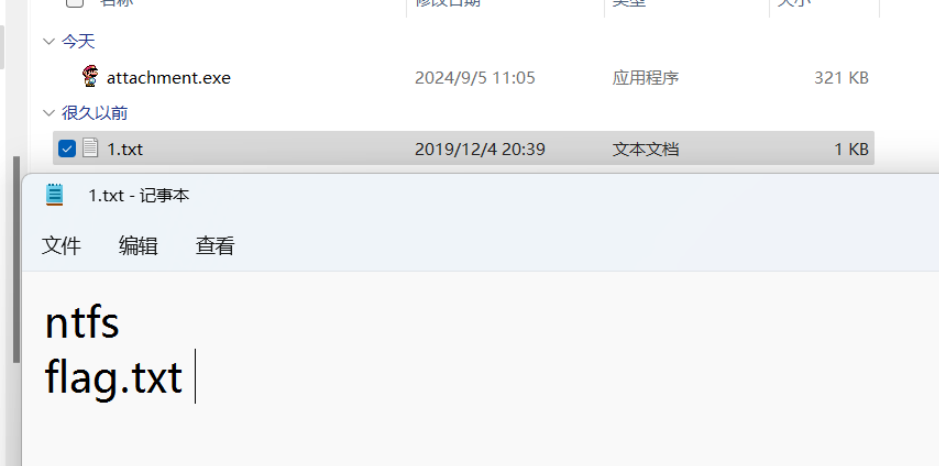 名称 修改日期 类型 大小
今天
attachment.exe 2024/9/5 11:05 应用程序 321 KB
很久以前
1.txt 2019/12/4 20:39 文本文档 1 KB
1.txt - 记事本
文件 编辑 查看
ntfs
flag.txt